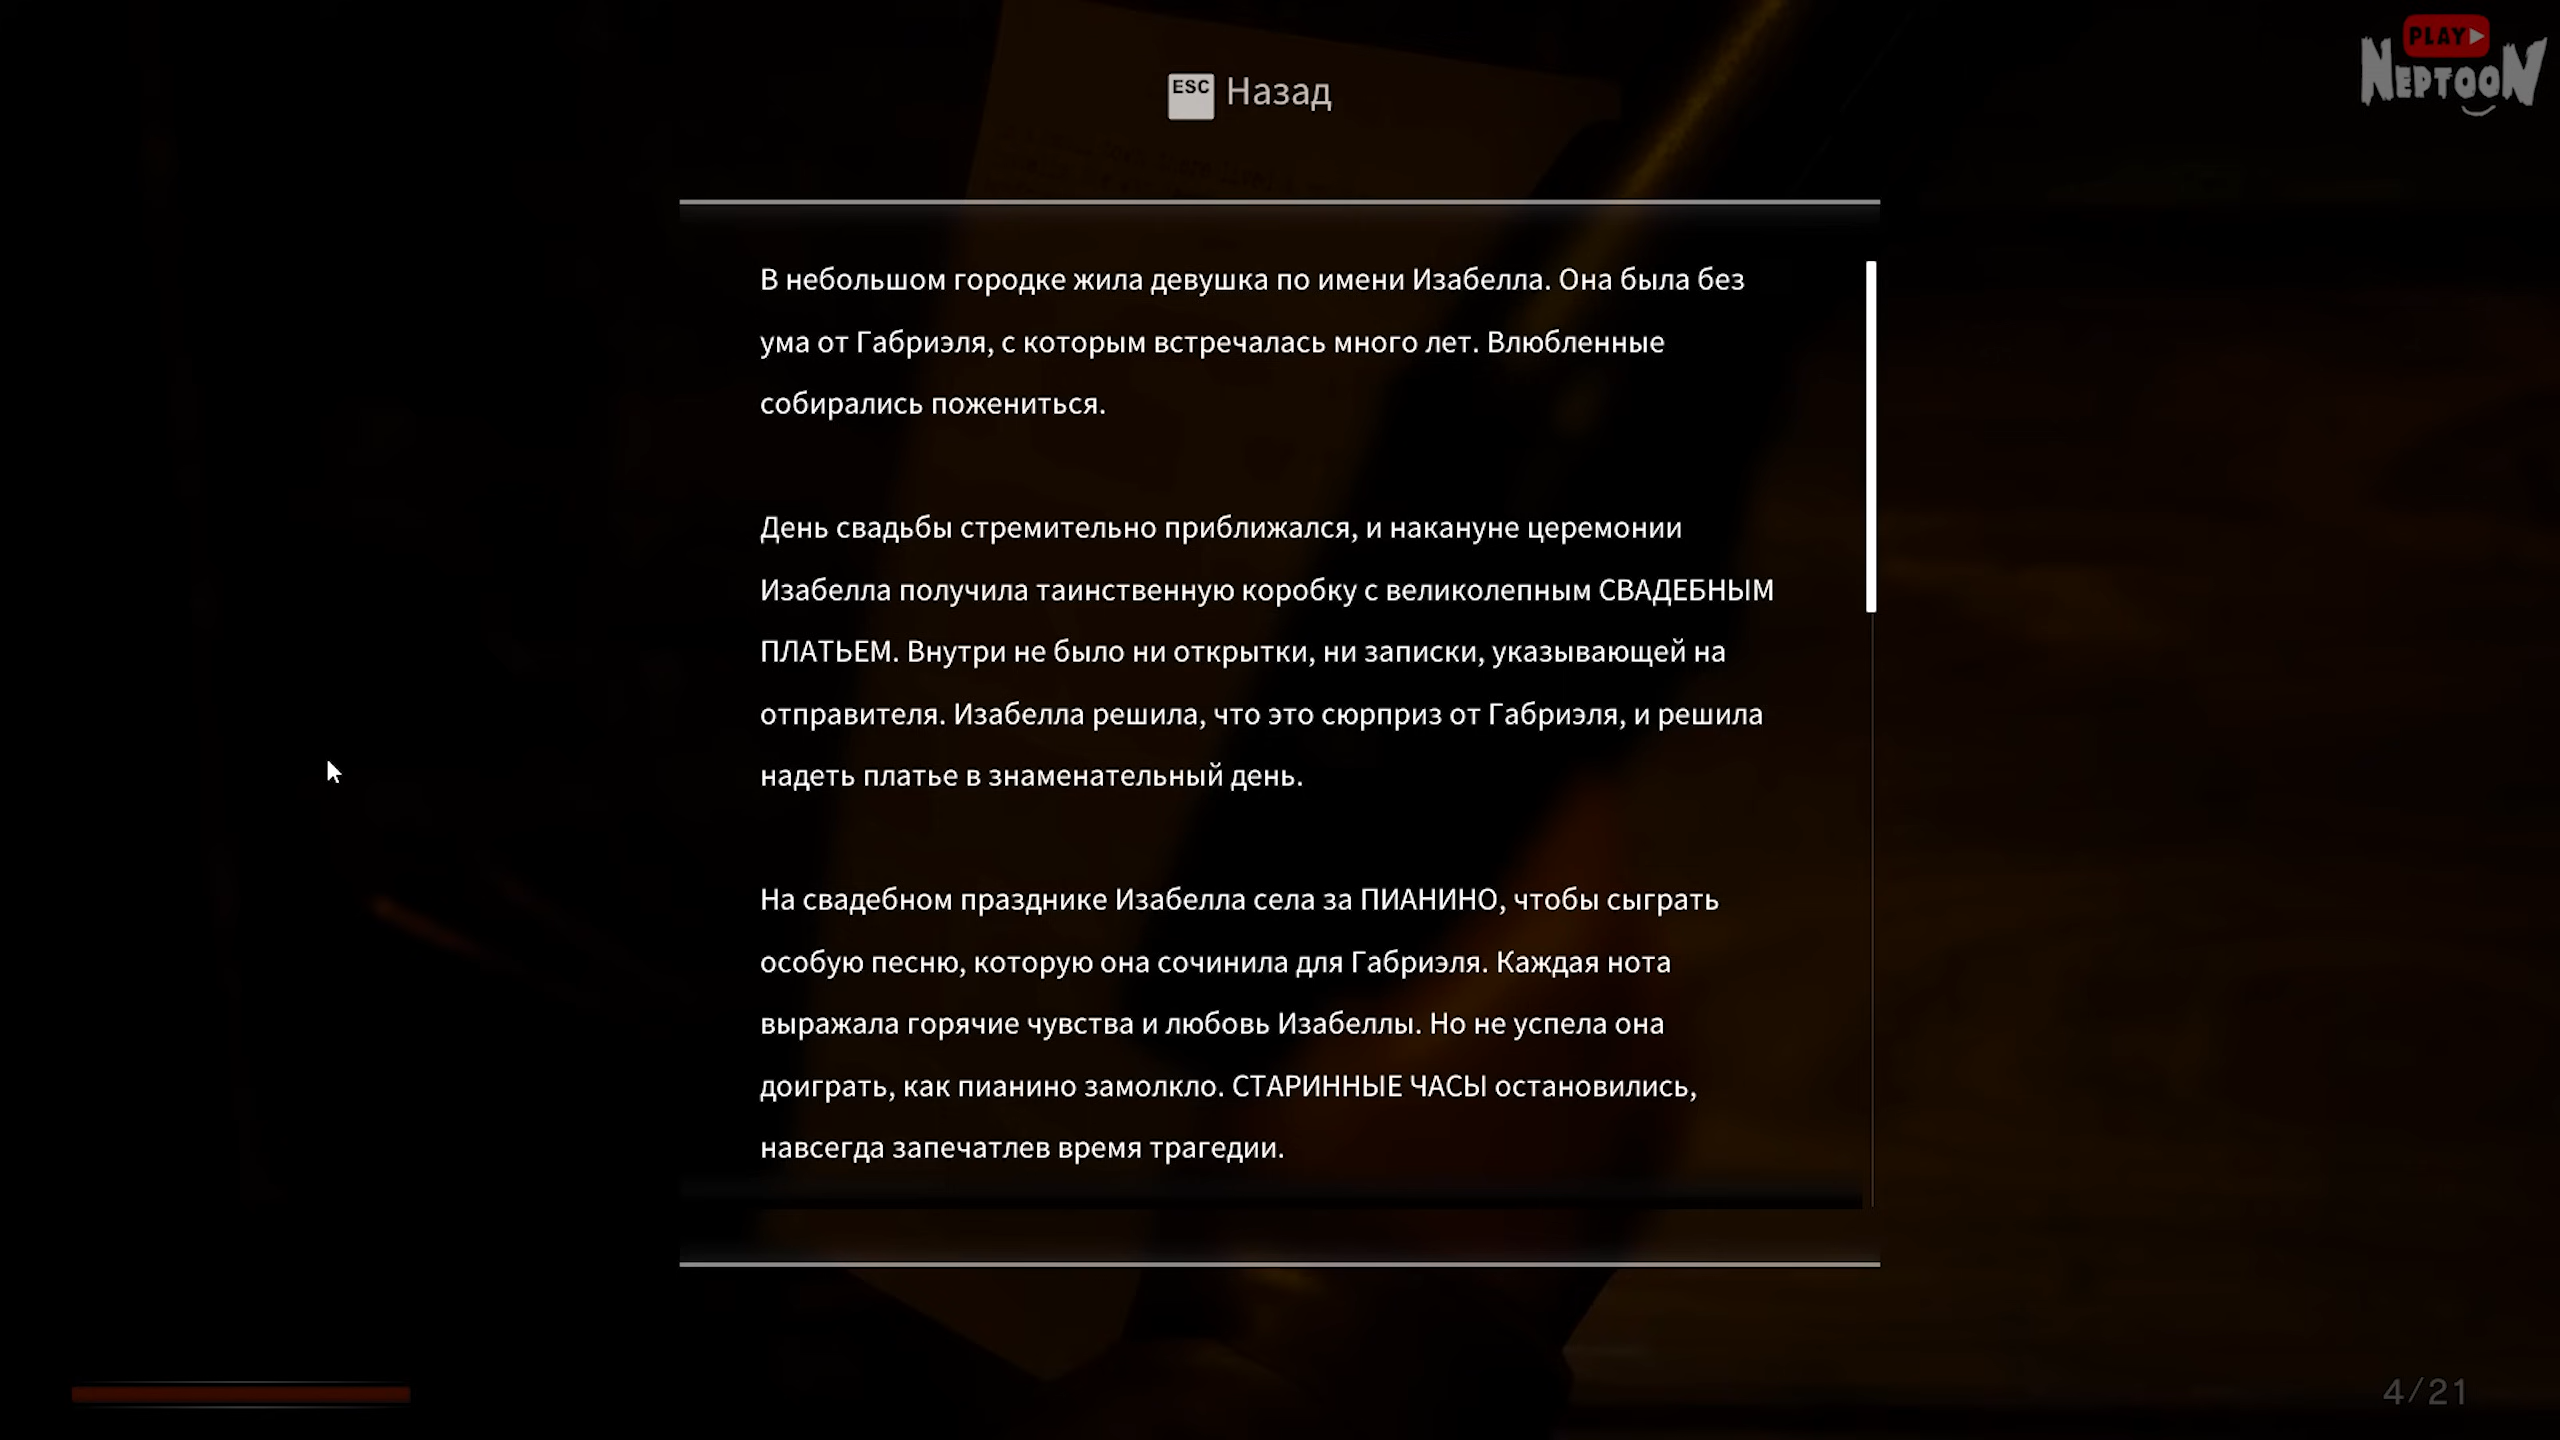 PLAY
NEPTOON
ESC Назад
В небольшом городке жила девушка по имени Изабелла. Она была без
ума от Габриэля, с которым встречалась много лет. Влюбленные
собирались пожениться.
День свадьбы стремительно приближался, и накануне церемонии
Изабелла получила таинственную коробку с великолепным СВАДЕБНЫМ
ПЛАТЬЕМ. Внутри не было ни открытки, ни записки, указывающей на
отправителя. Изабелла решила, что это сюрприз от Габриэля, и решила
надеть платье в знаменательный день.
На свадебном празднике Изабелла села за ПИАНИНО, чтобы сыграть
особую песню, которую она сочинила для Габриэля. Каждая нота
выражала горячие чувства и любовь Изабеллы. Но не успела она
доиграть, как пианино замолкло. СТАРИННЫЕ ЧАСЫ остановились,
навсегда запечатлев время трагедии.
4/21